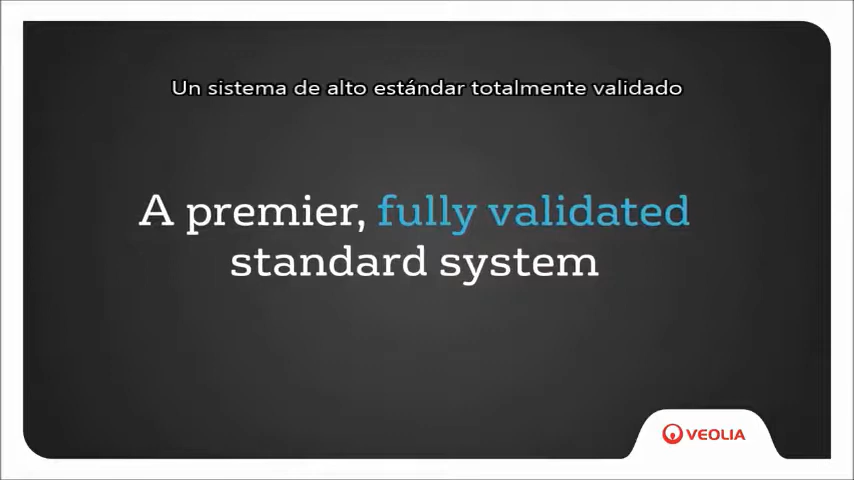 Un sistema de alto estándar totalmente validado
A premier, fully validated
standard system
VEOLIA